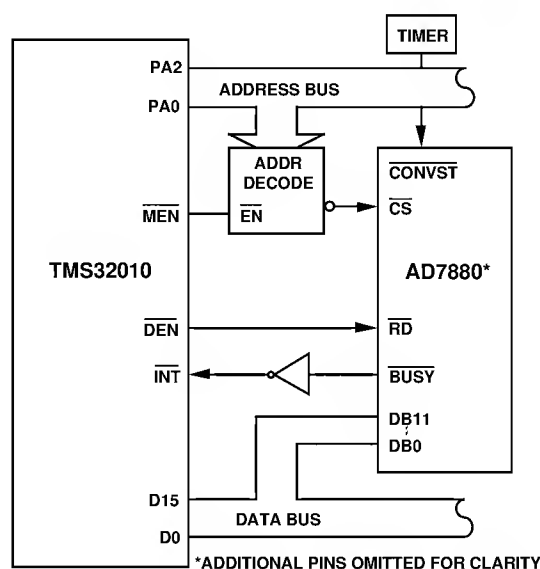 TIMER
PA2
ADDRESS BUS
PA0
ADDR
DECODE
CONVST
MEN
EN
CS
TMS32010
AD7880*
DEN
RD
INT
BUSY
DB11
DB0
D15
DATA BUS
D0
*ADDITIONAL PINS OMITTED FOR CLARITY